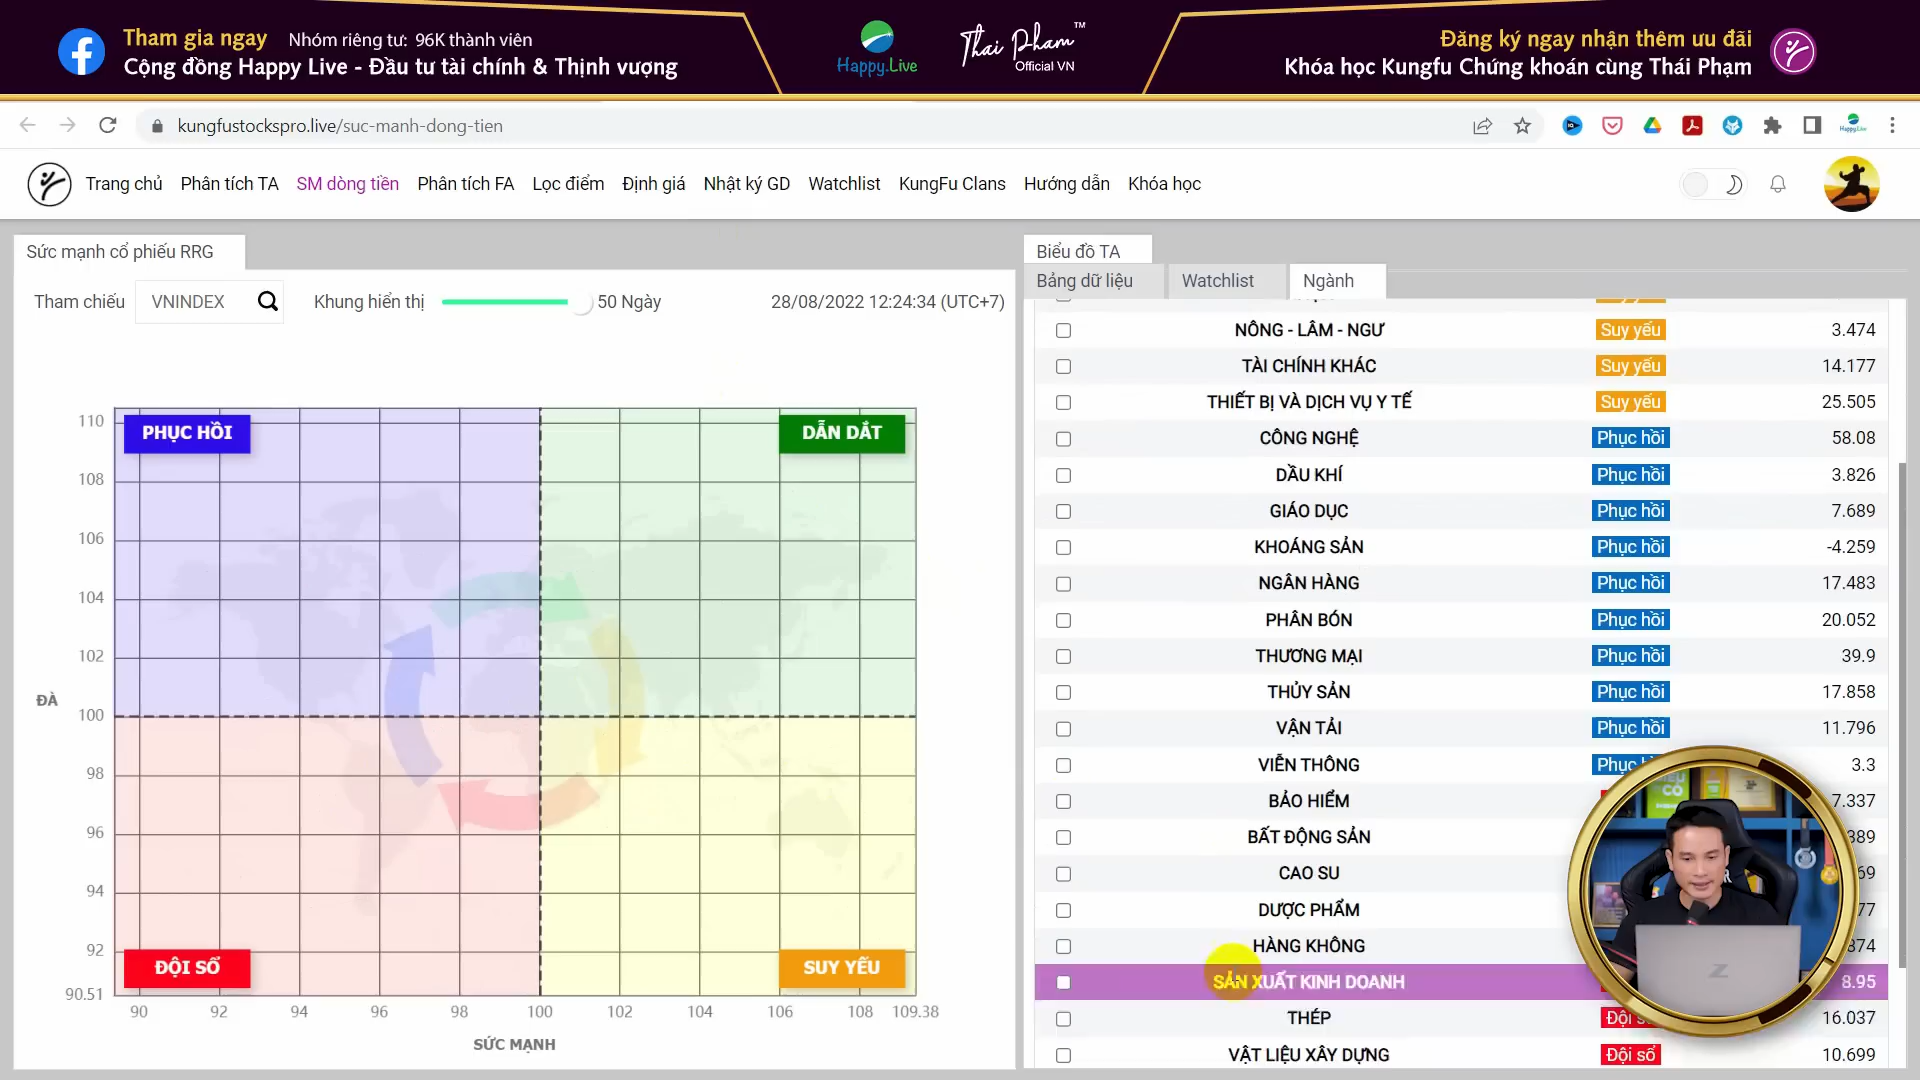 Tham gia ngay Nhóm riêng tư: 96K thành viên
Cộng đồng Happy Live - Đầu tư tài chính & Thịnh vượng
Happy.Live
Thai Pham™
Official VN
Đăng ký ngay nhận thêm ưu đãi
Khóa học Kungfu Chứng khoán cùng Thái Phạm
kungfustockspro.live/suc-manh-dong-tien
Trang chủ Phân tích TA SM dòng tiền Phân tích FA Lọc điểm Định giá Nhật ký GD Watchlist KungFu Clans Hướng dẫn Khóa học
Sức mạnh cổ phiếu RRG
Tham chiếu VNINDEX Khung hiển thị 50 Ngày 28/08/2022 12:24:34 (UTC+7)
110
108
106
104
102
100
98
96
94
92
90.51
ĐÀ
PHỤC HỒI
DẪN DẮT
ĐỘI SỔ
SUY YẾU
90 92 94 96 98 100 102 104 106 108 109.38
SỨC MẠNH
Biểu đồ TA
Bảng dữ liệu Watchlist Ngành
NÔNG - LÂM - NGƯ Suy yếu 3.474
TÀI CHÍNH KHÁC Suy yếu 14.177
THIẾT BỊ VÀ DỊCH VỤ Y TẾ Suy yếu 25.505
CÔNG NGHỆ Phục hồi 58.08
DẦU KHÍ Phục hồi 3.826
GIÁO DỤC Phục hồi 7.689
KHOÁNG SẢN Phục hồi -4.259
NGÂN HÀNG Phục hồi 17.483
PHÂN BÓN Phục hồi 20.052
THƯƠNG MẠI Phục hồi 39.9
THỦY SẢN Phục hồi 17.858
VẬN TẢI Phục hồi 11.796
VIỄN THÔNG Phục 3.3
BẢO HIỂM 7.337
BẤT ĐỘNG SẢN 389
CAO SU 69
DƯỢC PHẨM 77
HÀNG KHÔNG 374
SẢN XUẤT KINH DOANH 8.95
THÉP Đội 16.037
VẬT LIỆU XÂY DỰNG Đội sổ 10.699